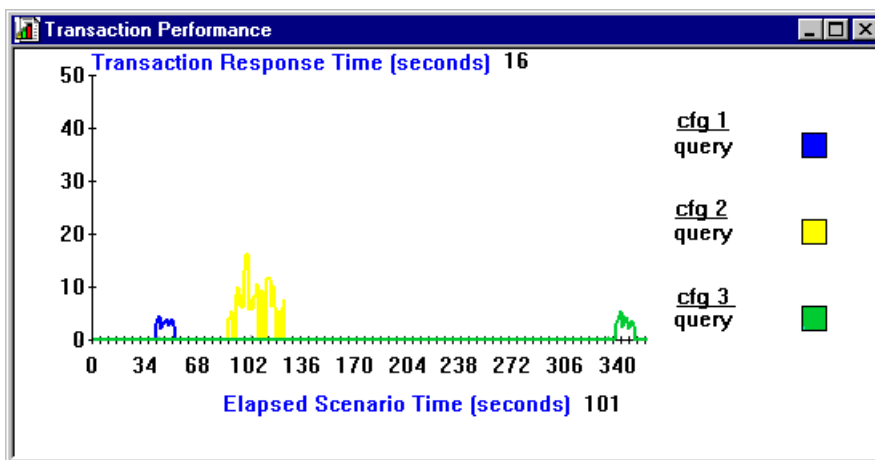 Transaction Performance
Transaction Response Time (seconds) 16
50
40
30
20
10
0
0 34 68 102 136 170 204 238 272 306 340
Elapsed Scenario Time (seconds) 101
cfg 1
query
cfg 2
query
cfg 3
query